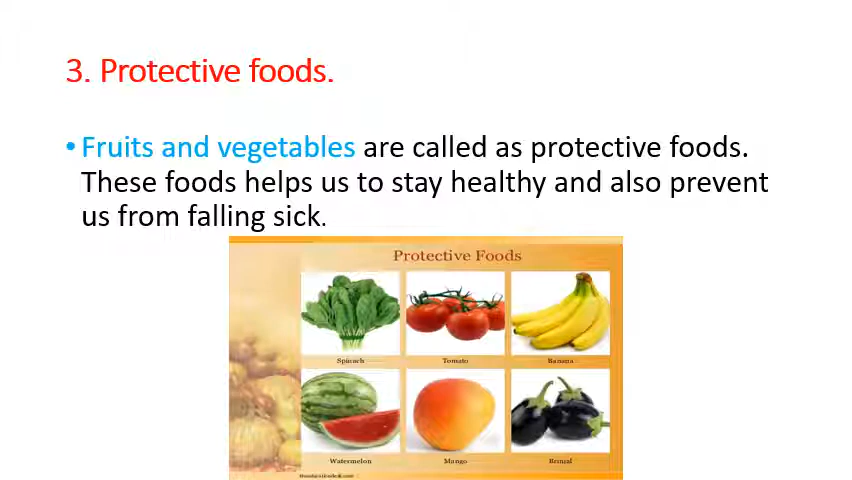 3. Protective foods.
• Fruits and vegetables are called as protective foods.
These foods helps us to stay healthy and also prevent
us from falling sick.
Protective Foods
Spinach Tomato Banana
Watermelon Mango Brinjal